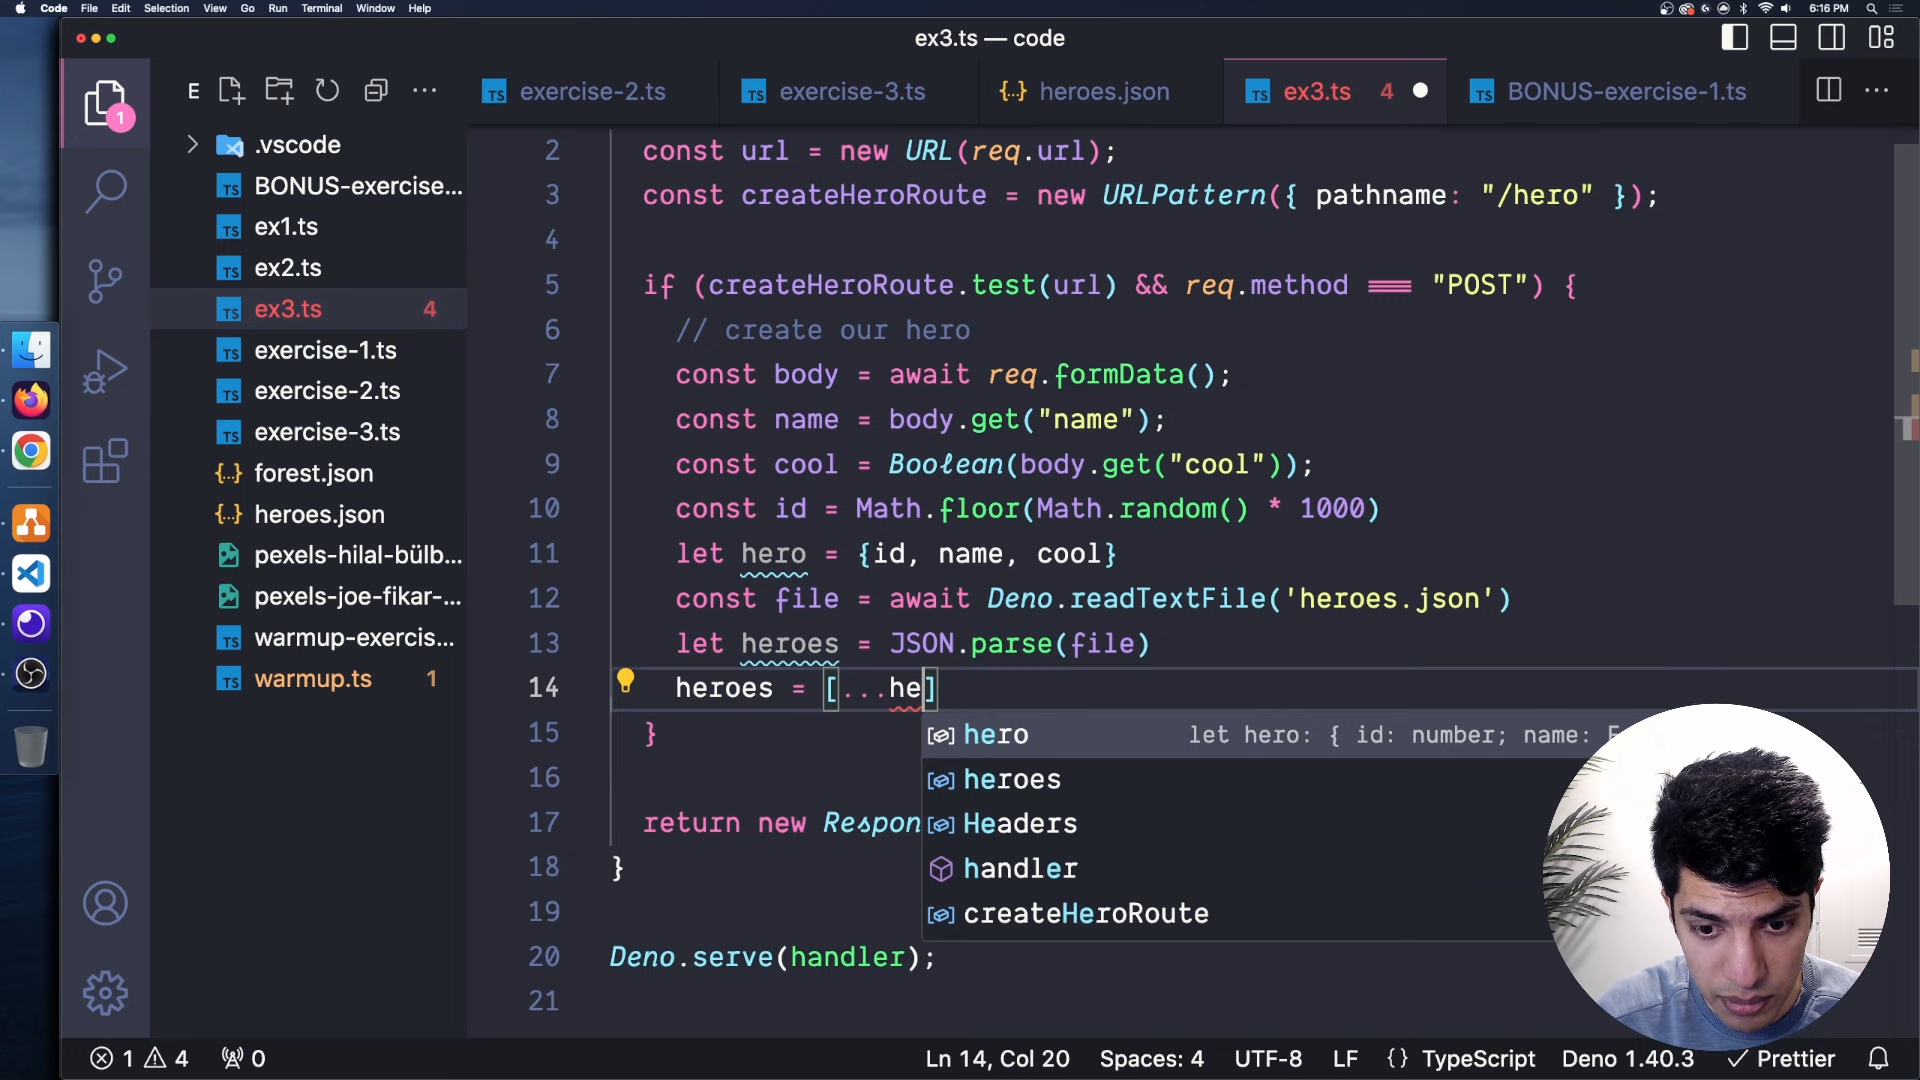 Code File Edit Selection View Go Run Terminal Window Help 6:16 PM
ex3.ts — code
E
exercise-2.ts
exercise-3.ts
heroes.json
ex3.ts 4
BONUS-exercise-1.ts
1
.vscode
BONUS-exercise...
ex1.ts
ex2.ts
ex3.ts 4
exercise-1.ts
exercise-2.ts
exercise-3.ts
forest.json
heroes.json
pexels-hilal-bülb...
pexels-joe-fikar-...
warmup-exercis...
warmup.ts 1
2 const url = new URL(req.url);
3 const createHeroRoute = new URLPattern({ pathname: "/hero" });
4
5 if (createHeroRoute.test(url) && req.method === "POST") {
6 // create our hero
7 const body = await req.formData();
8 const name = body.get("name");
9 const cool = Boolean(body.get("cool"));
10 const id = Math.floor(Math.random() * 1000)
11 let hero = {id, name, cool}
12 const file = await Deno.readTextFile('heroes.json')
13 let heroes = JSON.parse(file)
14 heroes = [...he]
15 }
16
17 return new Respon
18 }
19
20 Deno.serve(handler);
21
hero let hero: { id: number; name: F
heroes
Headers
handler
createHeroRoute
1 4 0 Ln 14, Col 20 Spaces: 4 UTF-8 LF {} TypeScript Deno 1.40.3 Prettier